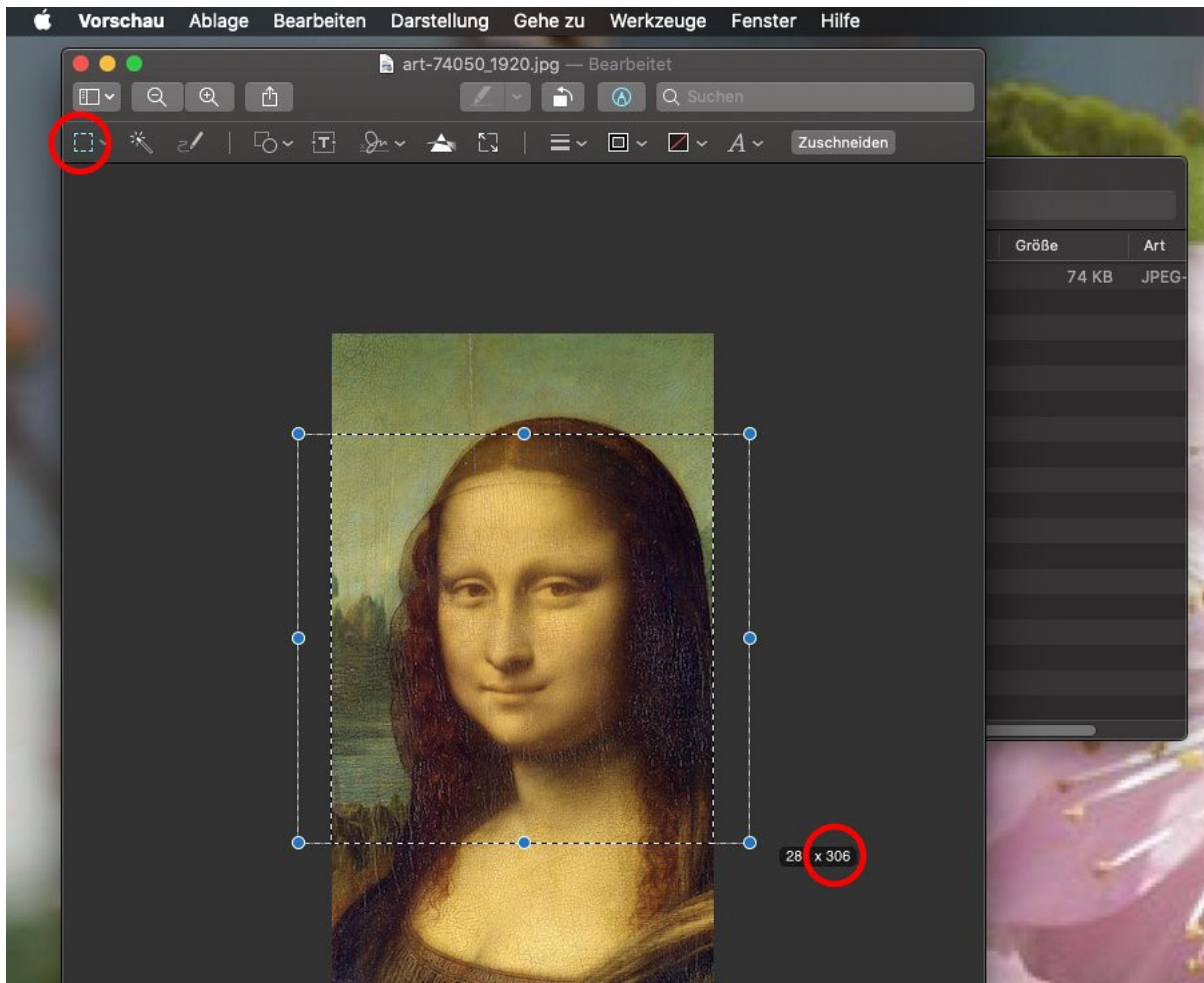 Vorschau Ablage Bearbeiten Darstellung Gehe zu Werkzeuge Fenster Hilfe
art-74050_1920.jpg — Bearbeitet
Suchen
T A Zuschneiden
Größe Art
74 KB JPEG-
x 306